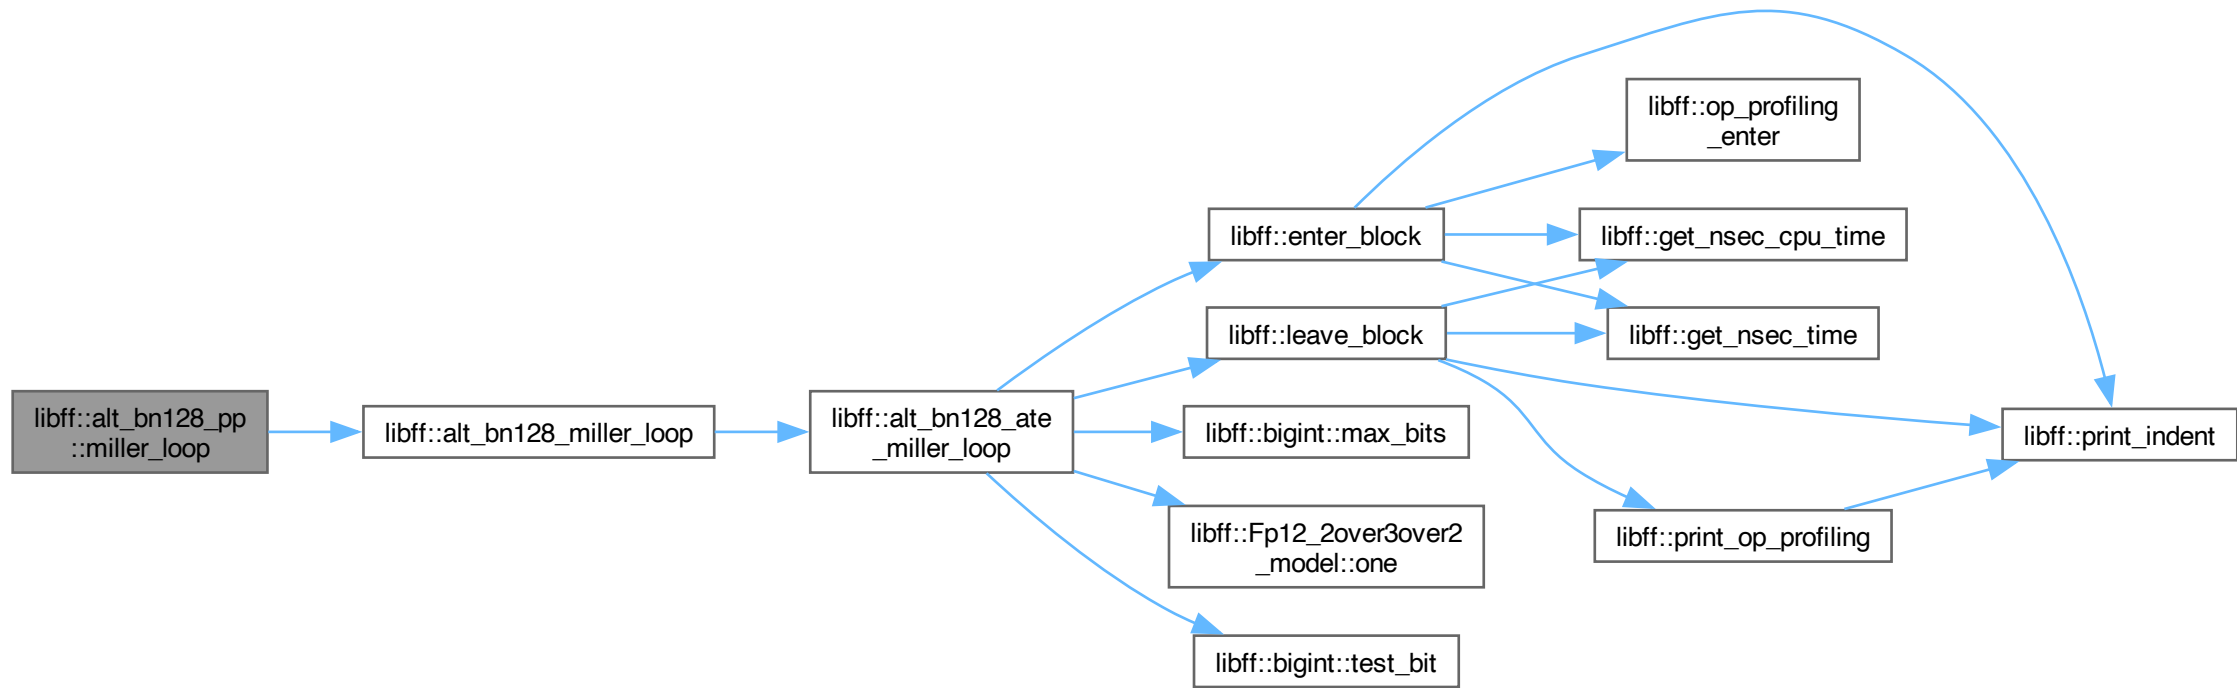 libff::alt_bn128_pp
::miller_loop
libff::alt_bn128_miller_loop
libff::alt_bn128_ate
_miller_loop
libff::enter_block
libff::leave_block
libff::bigint::max_bits
libff::Fp12_2over3over2
_model::one
libff::bigint::test_bit
libff::op_profiling
_enter
libff::get_nsec_cpu_time
libff::get_nsec_time
libff::print_op_profiling
libff::print_indent